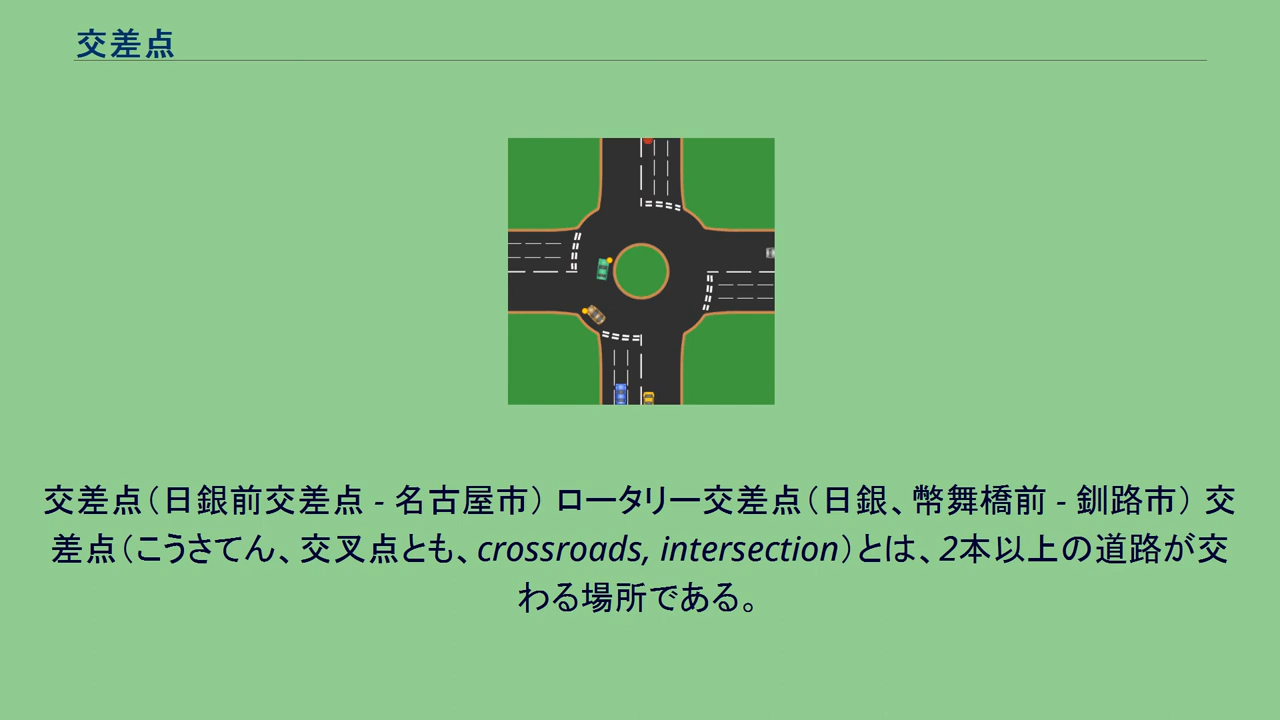 交差点
交差点（日銀前交差点 - 名古屋市） ロータリー交差点（日銀、幣舞橋前 - 釧路市） 交
差点（こうさてん、交叉点とも、crossroads, intersection）とは、2本以上の道路が交
わる場所である。